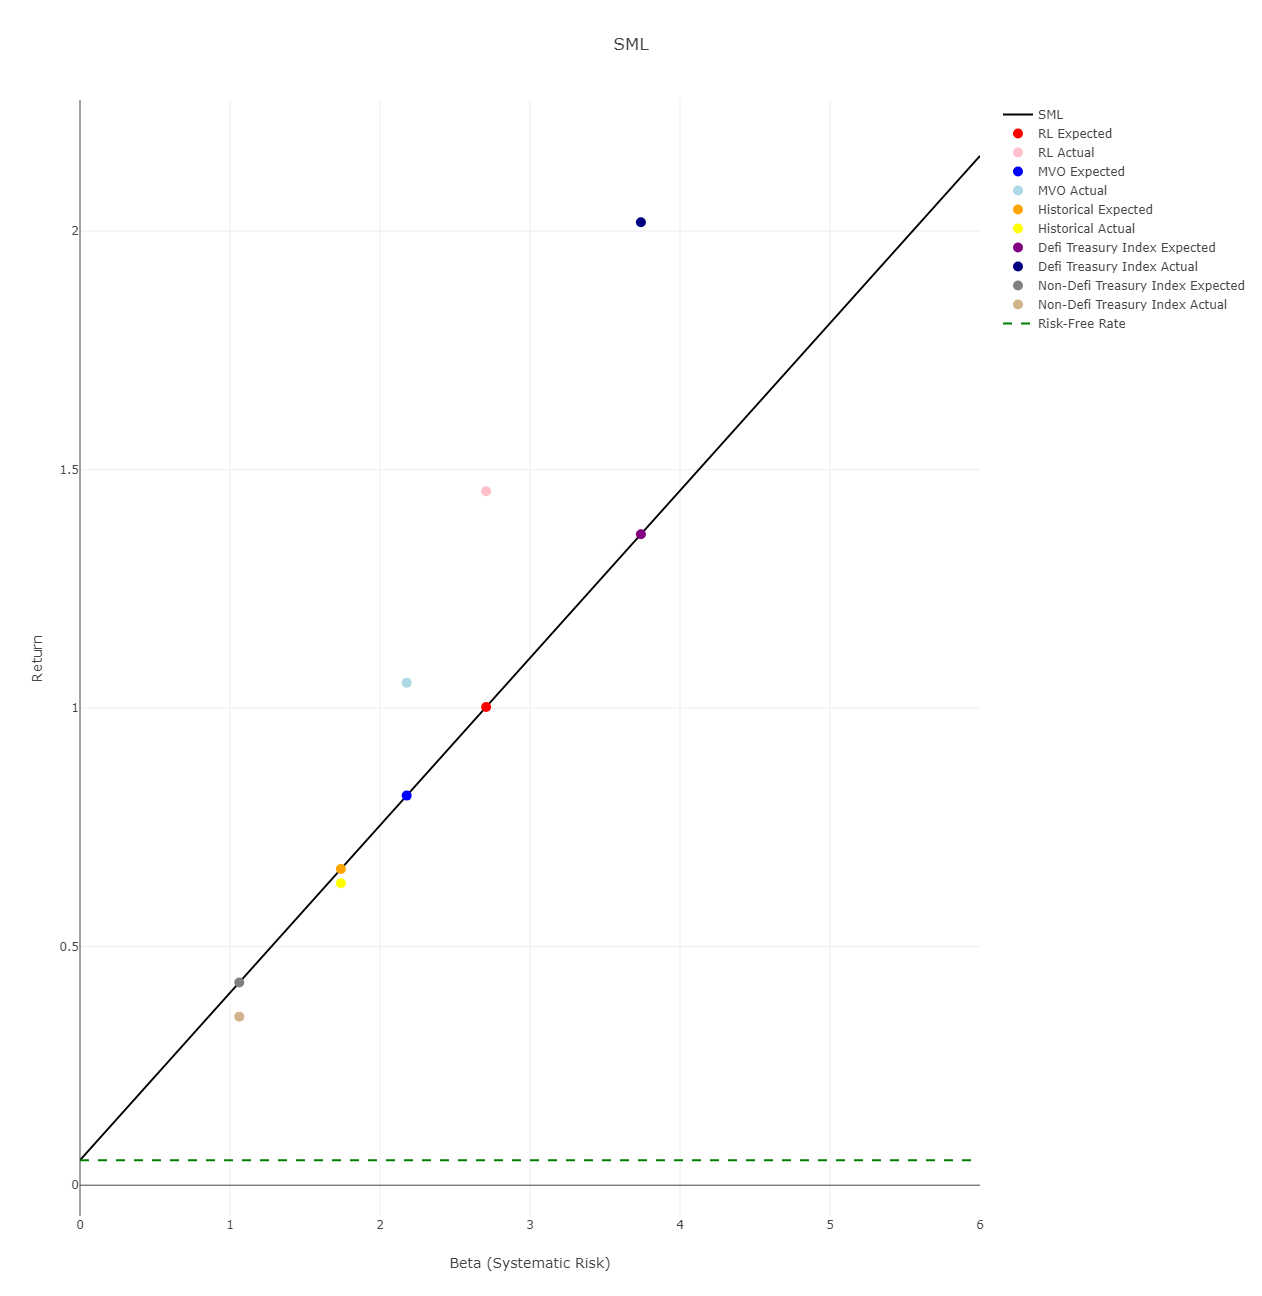 SML
SML
RL Expected
RL Actual
MVO Expected
MVO Actual
Historical Expected
Historical Actual
Defi Treasury Index Expected
Defi Treasury Index Actual
Non-Defi Treasury Index Expected
Non-Defi Treasury Index Actual
Risk-Free Rate
2
1.5
1
0.5
0
Return
0 1 2 3 4 5 6
Beta (Systematic Risk)